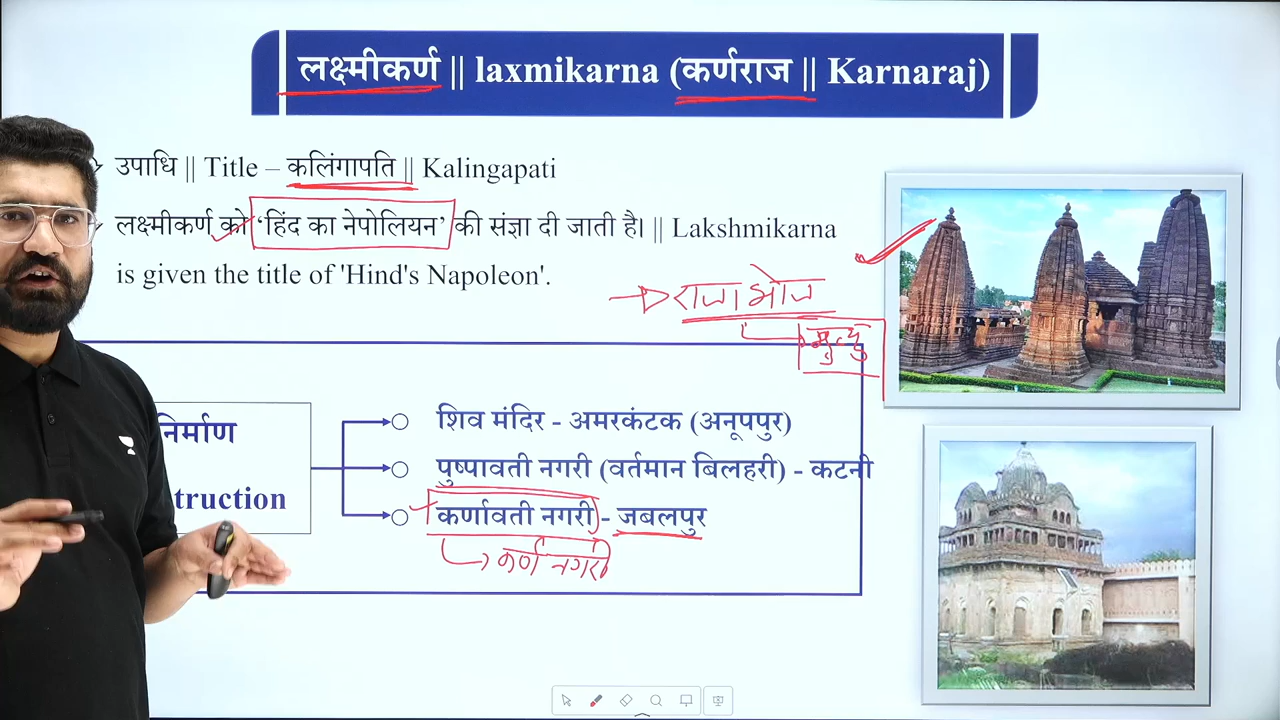 लक्ष्मीकर्ण || laxmikarna (कर्णराज || Karnaraj)
उपाधि || Title – कलिंगापति || Kalingapati
लक्ष्मीकर्ण को ‘हिंद का नेपोलियन’ की संज्ञा दी जाती है। || Lakshmikarna
is given the title of 'Hind's Napoleon'.
राजा भोज
मृत्यु
निर्माण
truction
शिव मंदिर - अमरकंटक (अनूपपुर)
पुष्पावती नगरी (वर्तमान बिलहरी) - कटनी
कर्णावती नगरी - जबलपुर
कर्ण नगरी